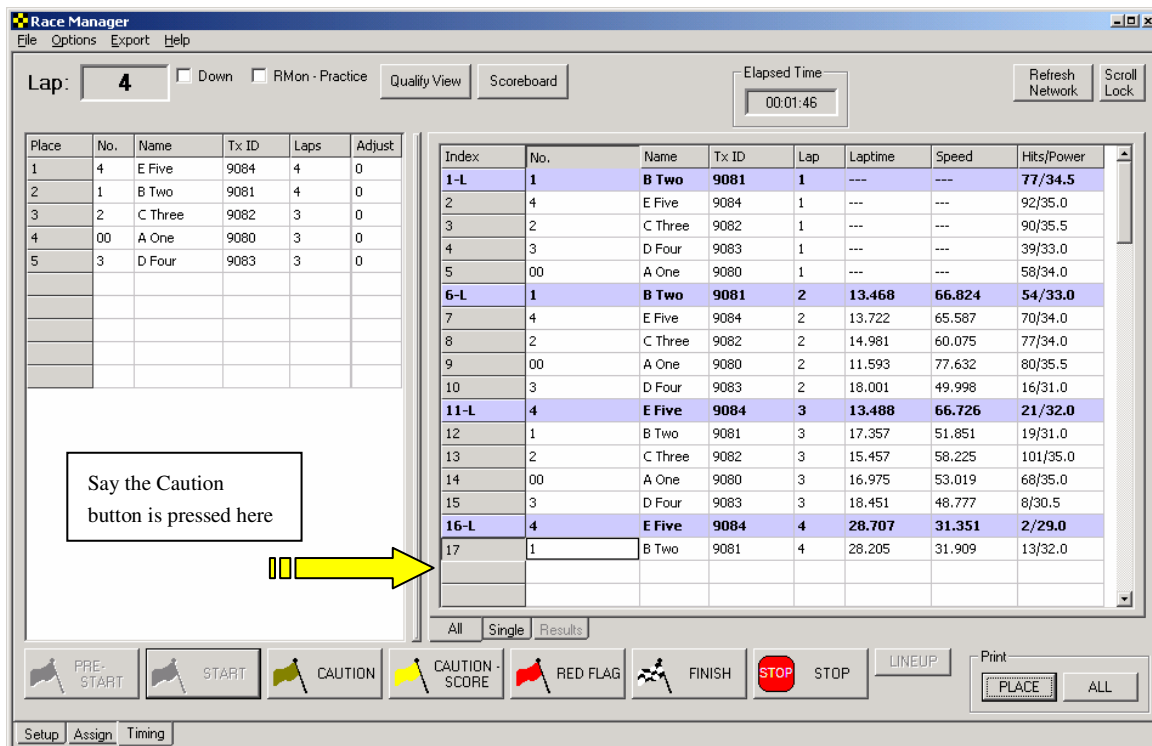 Race Manager
File Options Export Help
Lap: 4 Down RMon - Practice Qualify View Scoreboard
Elapsed Time
00:01:46
Refresh Network
Scroll Lock
Place No. Name Tx ID Laps Adjust
1 4 E Five 9084 4 0
2 1 B Two 9081 4 0
3 2 C Three 9082 3 0
4 00 A One 9080 3 0
5 3 D Four 9083 3 0
Index No. Name Tx ID Lap Laptime Speed Hits/Power
1-L 1 B Two 9081 1 --- --- 77/34.5
2 4 E Five 9084 1 --- --- 92/35.0
3 2 C Three 9082 1 --- --- 90/35.5
4 3 D Four 9083 1 --- --- 39/33.0
5 00 A One 9080 1 --- --- 58/34.0
6-L 1 B Two 9081 2 13.468 66.824 54/33.0
7 4 E Five 9084 2 13.722 65.587 70/34.0
8 2 C Three 9082 2 14.981 60.075 77/34.0
9 00 A One 9080 2 11.593 77.632 80/35.5
10 3 D Four 9083 2 18.001 49.998 16/31.0
11-L 4 E Five 9084 3 13.488 66.726 21/32.0
12 1 B Two 9081 3 17.357 51.851 19/31.0
13 2 C Three 9082 3 15.457 58.225 101/35.0
14 00 A One 9080 3 16.975 53.019 68/35.0
15 3 D Four 9083 3 18.451 48.777 8/30.5
16-L 4 E Five 9084 4 28.707 31.351 2/29.0
17 1 B Two 9081 4 28.205 31.909 13/32.0
Say the Caution
button is pressed here
All Single Results
PRE-START
START
CAUTION
CAUTION - SCORE
RED FLAG
FINISH
STOP STOP
LINEUP
Print
PLACE ALL
Setup Assign Timing